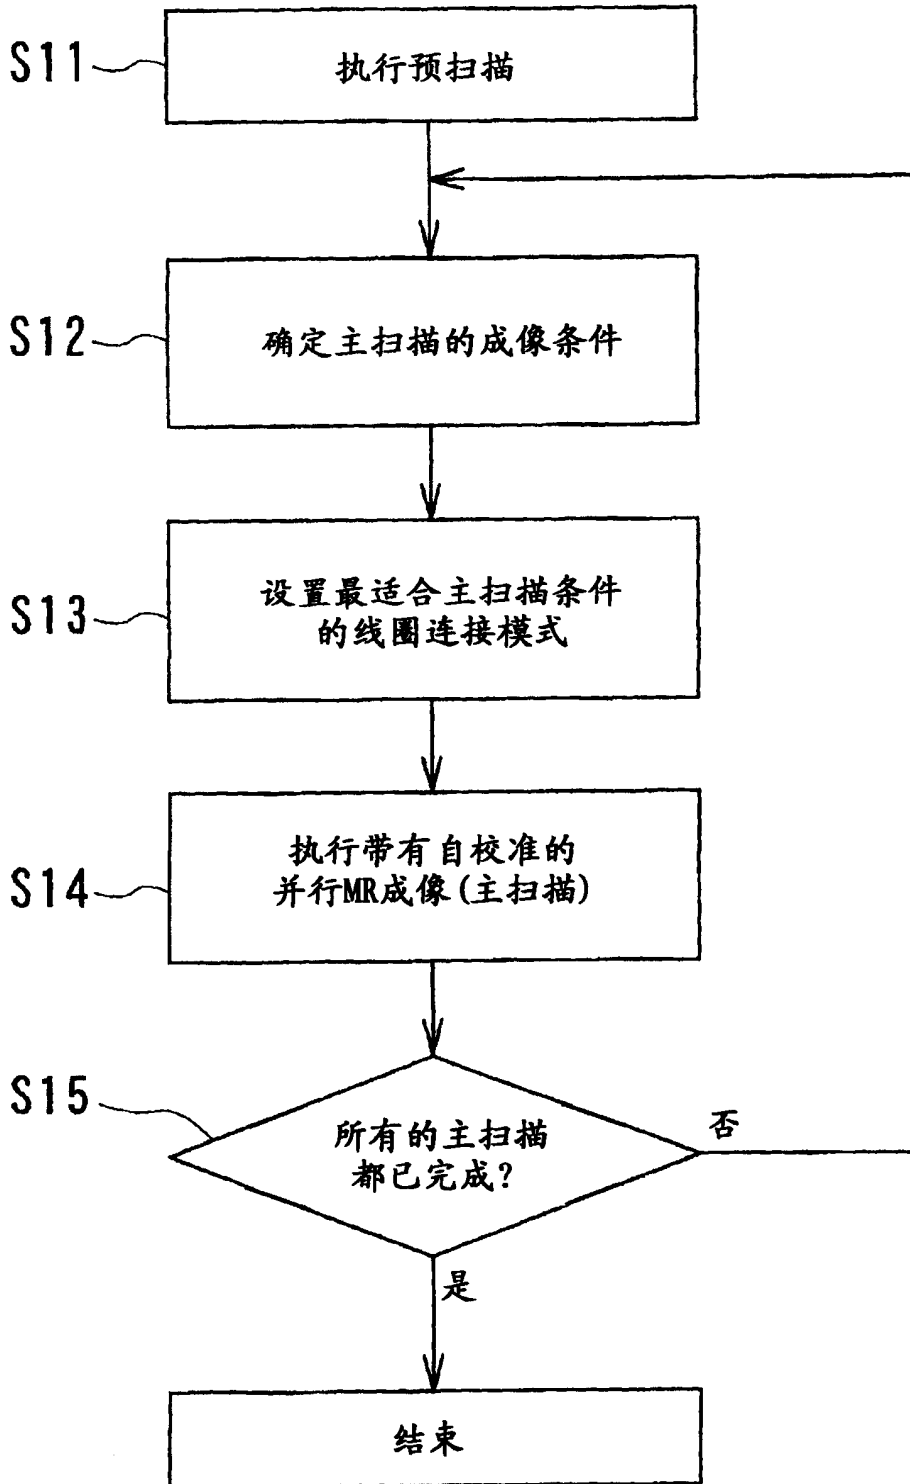 S11
执行预扫描
S12
确定主扫描的成像条件
S13
设置最适合主扫描条件
的线圈连接模式
S14
执行带有自校准的
并行MR成像(主扫描)
S15
所有的主扫描
都已完成?
否
是
结束